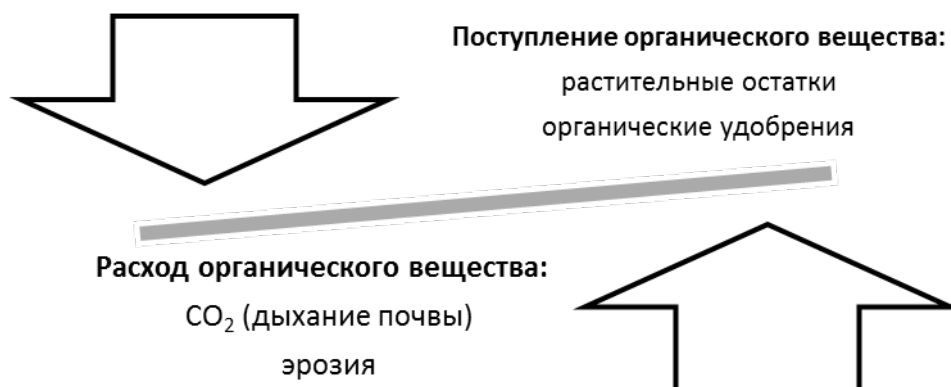 Поступление органического вещества:
растительные остатки
органические удобрения
Расход органического вещества:
CO₂ (дыхание почвы)
эрозия